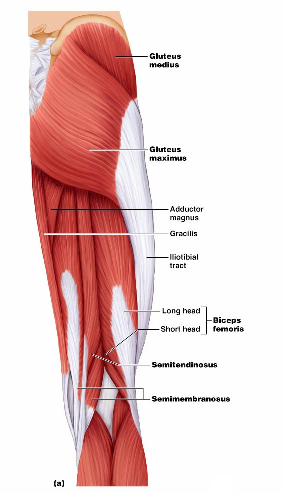 Gluteus
medius
Gluteus
maximus
Adductor
magnus
Gracilis
Iliotibial
tract
Long head
Biceps
femoris
Short head
Semitendinosus
Semimembranosus
(a)